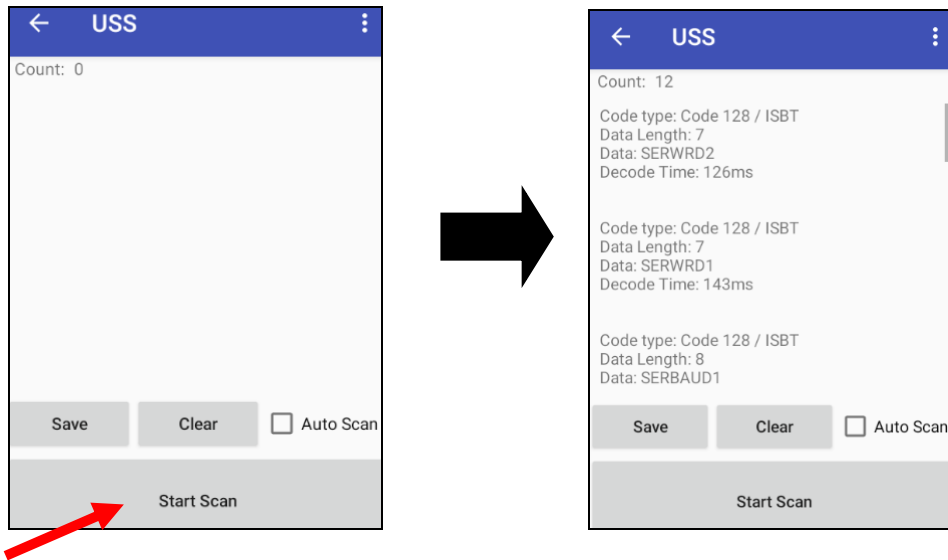 USS
Count: 0
Save
Clear
Auto Scan
Start Scan
USS
Count: 12
Code type: Code 128 / ISBT
Data Length: 7
Data: SERWRD2
Decode Time: 126ms
Code type: Code 128 / ISBT
Data Length: 7
Data: SERWRD1
Decode Time: 143ms
Code type: Code 128 / ISBT
Data Length: 8
Data: SERBAUD1
Save
Clear
Auto Scan
Start Scan